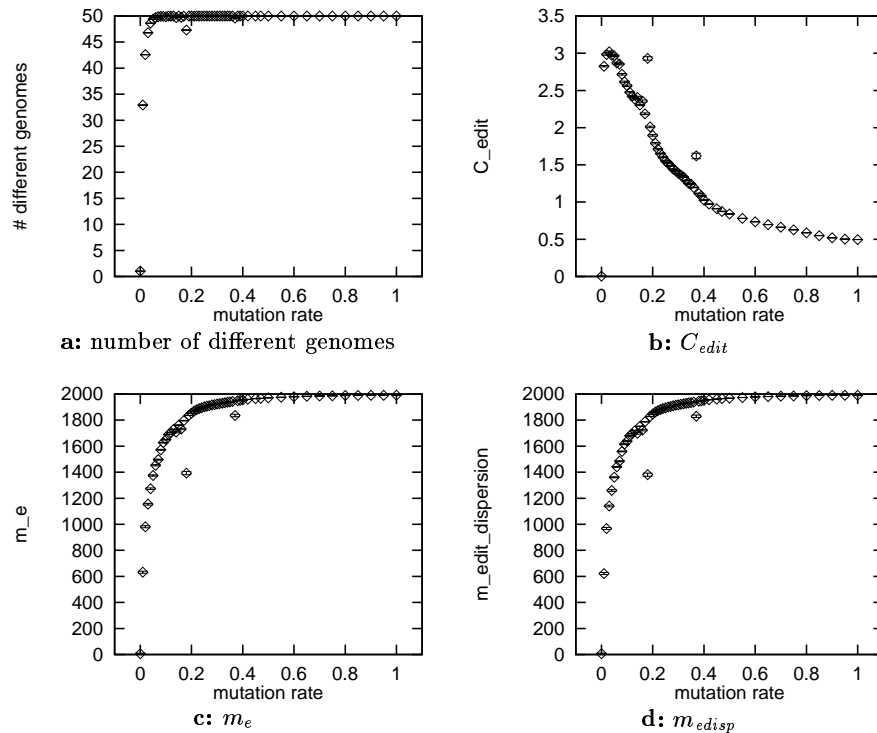 50
45
40
35
30
25
20
15
10
5
0
# different genomes
0 0.2 0.4 0.6 0.8 1
mutation rate
a: number of different genomes
3.5
3
2.5
2
1.5
1
0.5
0
C_edit
0 0.2 0.4 0.6 0.8 1
mutation rate
b: C_edit
2000
1800
1600
1400
1200
1000
800
600
400
200
0
m_e
0 0.2 0.4 0.6 0.8 1
mutation rate
c: m_e
2000
1800
1600
1400
1200
1000
800
600
400
200
0
m_edit_dispersion
0 0.2 0.4 0.6 0.8 1
mutation rate
d: m_edisp